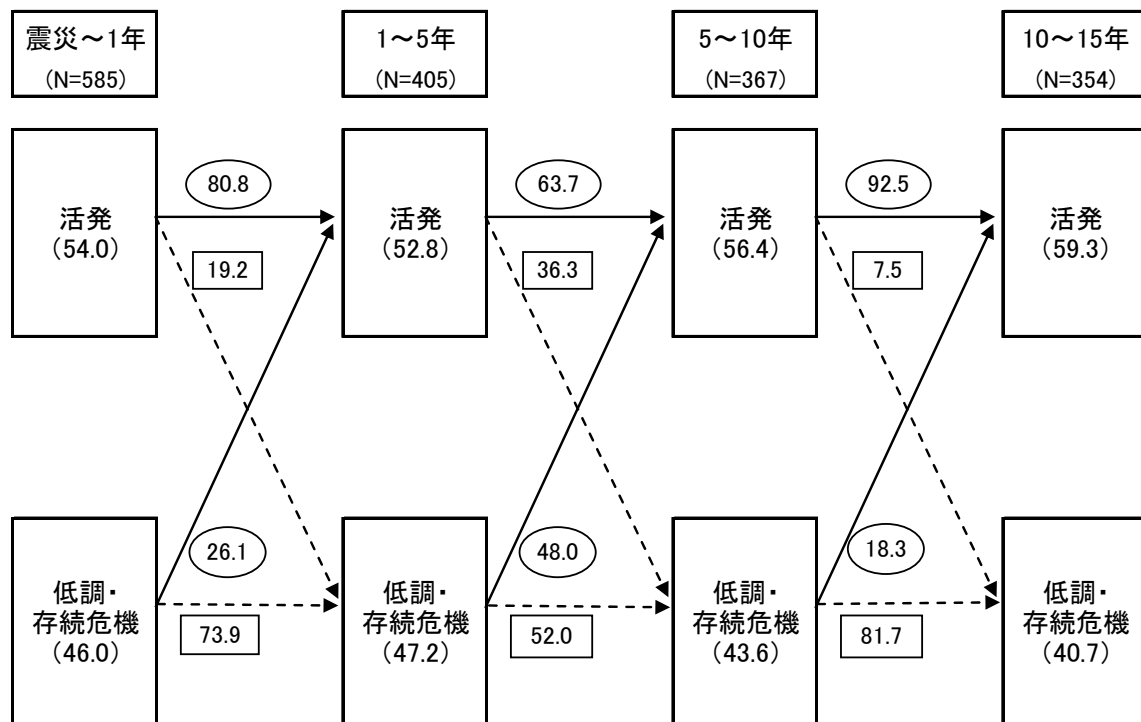 震災～1年
（N=585）
1～5年
（N=405）
5～10年
（N=367）
10～15年
（N=354）
活発
（54.0）
80.8
19.2
活発
（52.8）
63.7
36.3
活発
（56.4）
92.5
7.5
活発
（59.3）
低調・
存続危機
（46.0）
26.1
73.9
低調・
存続危機
（47.2）
48.0
52.0
低調・
存続危機
（43.6）
18.3
81.7
低調・
存続危機
（40.7）